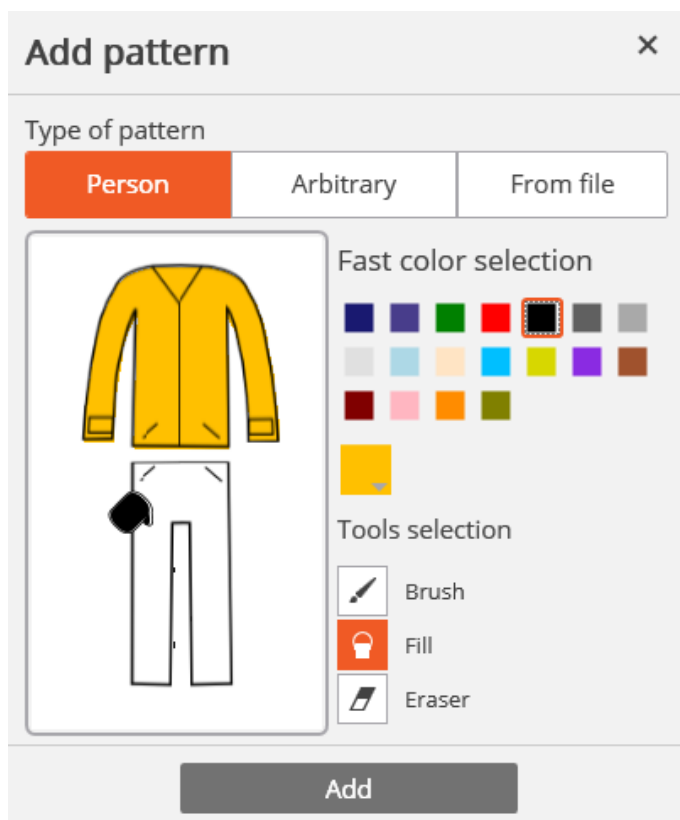 Add pattern
Type of pattern
Person Arbitrary From file
Fast color selection
Tools selection
Brush
Fill
Eraser
Add